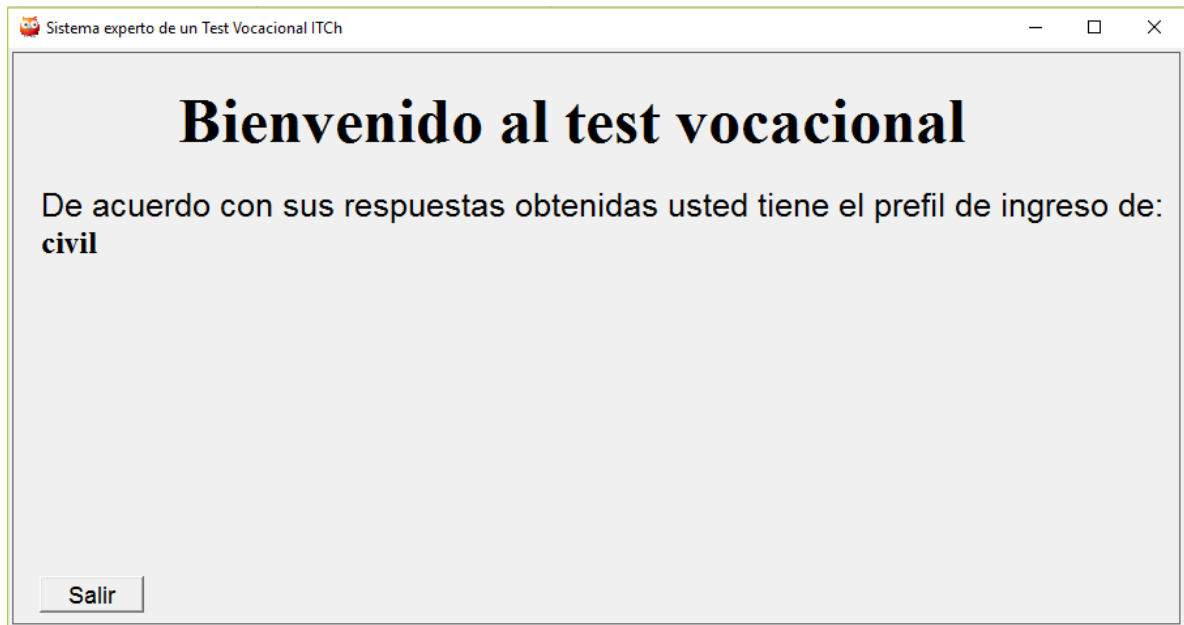 Sistema experto de un Test Vocacional ITCh
Bienvenido al test vocacional
De acuerdo con sus respuestas obtenidas usted tiene el prefil de ingreso de:
civil
Salir